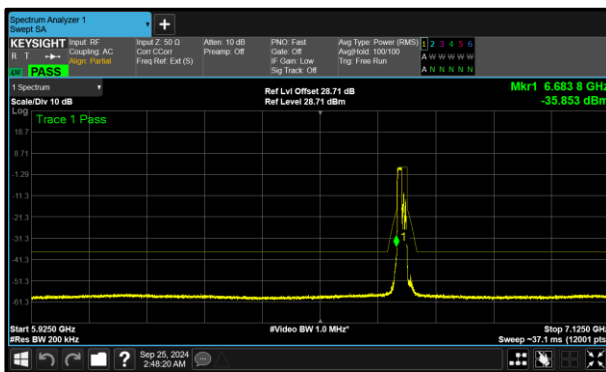 Spectrum Analyzer 1
Swept SA
+
KEYSIGHT
R T
PASS
Input: RF
Coupling: AC
Align: Partial
Input Z: 50 Ω
Corr CCorr
Freq Ref: Ext (S)
Atten: 10 dB
Preamp: Off
PNO: Fast
Gate: Off
IF Gain: Low
Sig Track: Off
Avg Type: Power (RMS)
Avg|Hold: 100/100
Trig: Free Run
1 2 3 4 5 6
A W W W W W
A N N N N N
1 Spectrum
Scale/Div 10 dB
Ref Lvl Offset 28.71 dB
Ref Level 28.71 dBm
Mkr1 6.683 8 GHz
-35.853 dBm
Log
Trace 1 Pass
18.7
8.71
-1.29
-11.3
-21.3
-31.3
-41.3
-51.3
-61.3
1
Start 5.9250 GHz
#Res BW 200 kHz
#Video BW 1.0 MHz*
Stop 7.1250 GHz
Sweep ~37.1 ms (12001 pts)
?
Sep 25, 2024
2:48:20 AM